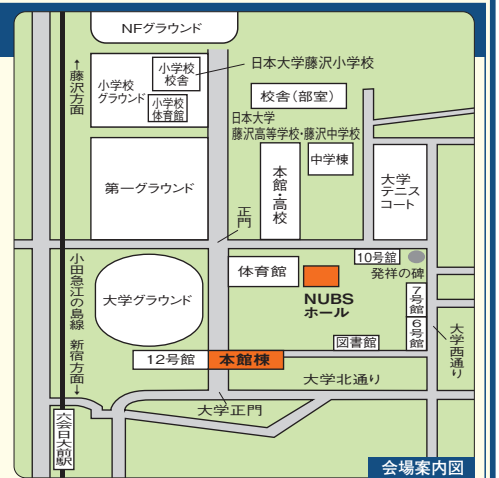 NFグラウンド
↑藤沢方面
小学校
校舎
日本大学藤沢小学校
小学校
グラウンド
小学校
体育館
校舎(部室)
日本大学
藤沢高等学校・藤沢中学校
中学棟
本館・高校
大学
テニス
コート
第一グラウンド
正門
小田急江の島線 新宿方面↓
大学グラウンド
体育館
NUBS
ホール
10号館
発祥の碑
7号館
6号館
図書館
大学西通り
12号館
本館棟
大学北通り
大学正門
六会日大前駅
会場案内図